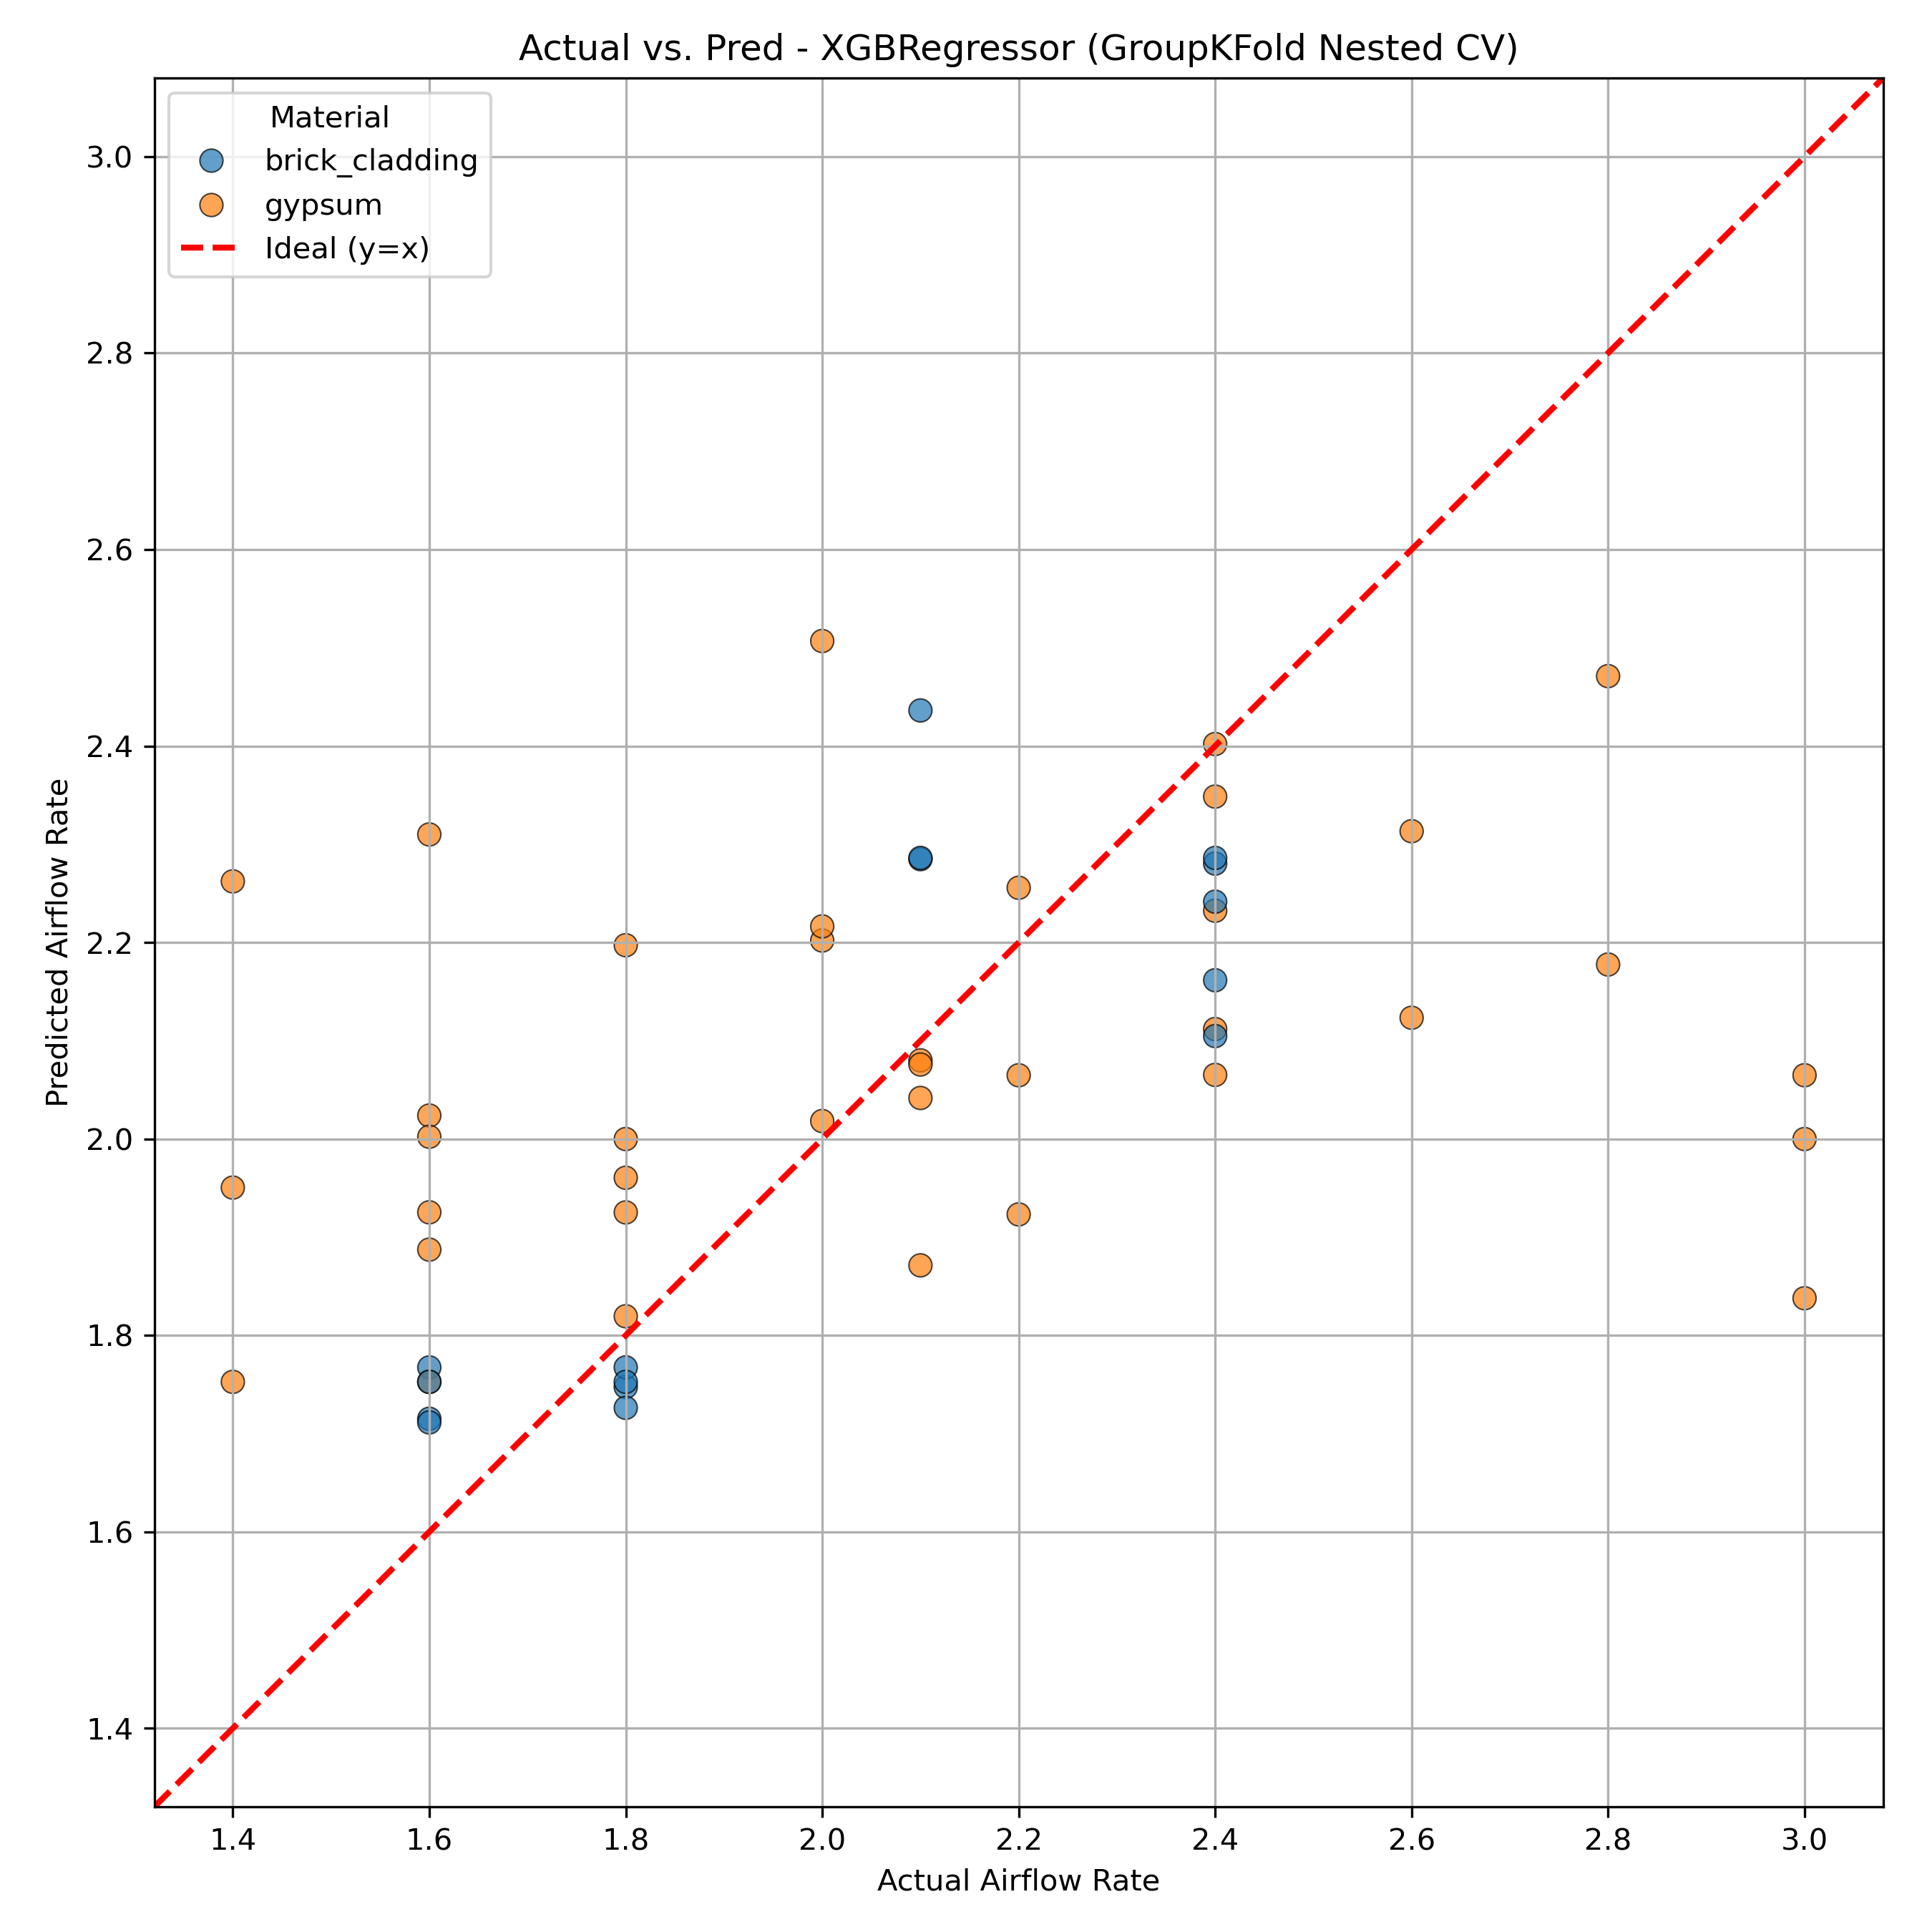 Actual vs. Pred - XGBRegressor (GroupKFold Nested CV)
Material
brick_cladding
gypsum
Ideal (y=x)
Predicted Airflow Rate
3.0
2.8
2.6
2.4
2.2
2.0
1.8
1.6
1.4
1.4 1.6 1.8 2.0 2.2 2.4 2.6 2.8 3.0
Actual Airflow Rate